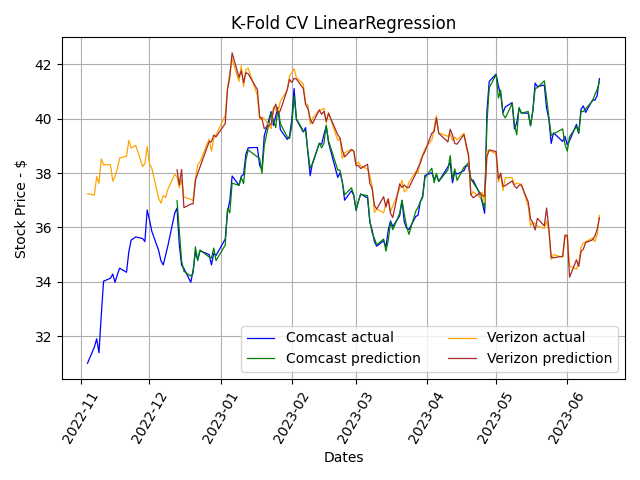 K-Fold CV LinearRegression
Stock Price - $
42
40
38
36
34
32
Comcast actual
Comcast prediction
Verizon actual
Verizon prediction
2022-11
2022-12
2023-01
2023-02
2023-03
2023-04
2023-05
2023-06
Dates